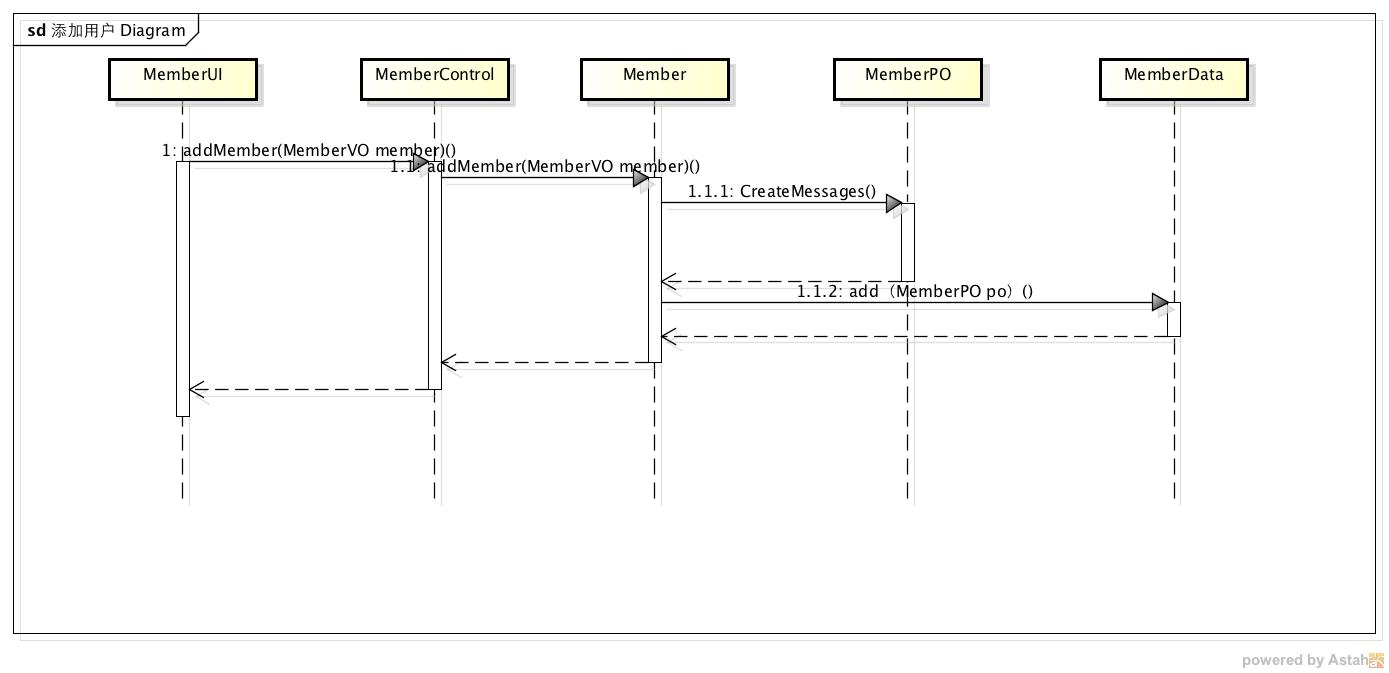 sd 添加用户 Diagram
MemberUI
MemberControl
Member
MemberPO
MemberData
1: addMember(MemberVO member)()
1.1: addMember(MemberVO member)()
1.1.1: CreateMessages()
1.1.2: add（MemberPO po）()
powered by Astah